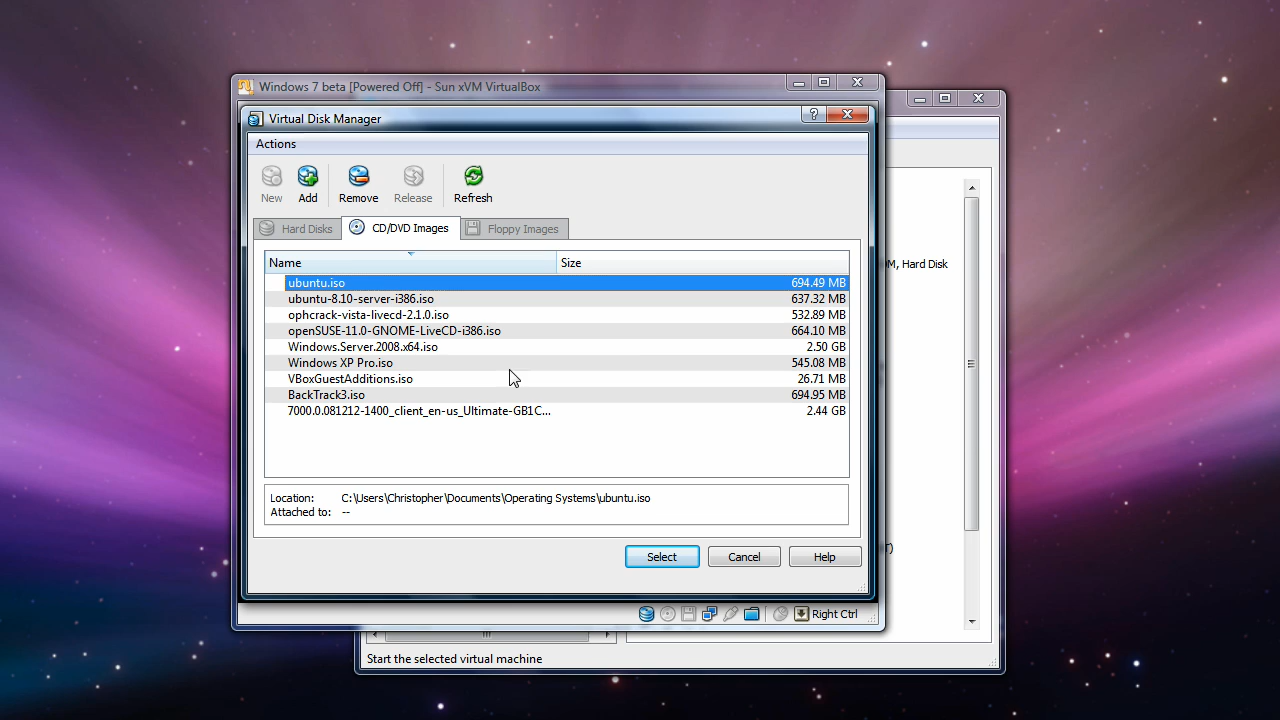 Windows 7 beta [Powered Off] - Sun xVM VirtualBox
Virtual Disk Manager
Actions
New Add Remove Release Refresh
Hard Disks CD/DVD Images Floppy Images
Name Size
ubuntu.iso 694.49 MB
ubuntu-8.10-server-i386.iso 637.32 MB
ophcrack-vista-livecd-2.1.0.iso 532.89 MB
openSUSE-11.0-GNOME-LiveCD-i386.iso 664.10 MB
Windows.Server.2008.x64.iso 2.50 GB
Windows XP Pro.iso 545.08 MB
VBoxGuestAdditions.iso 26.71 MB
BackTrack3.iso 694.95 MB
7000.0.081212-1400_client_en-us_Ultimate-GB1C... 2.44 GB
Location: C:\Users\Christopher\Documents\Operating Systems\ubuntu.iso
Attached to: --
Select Cancel Help
Right Ctrl
, Hard Disk
Start the selected virtual machine